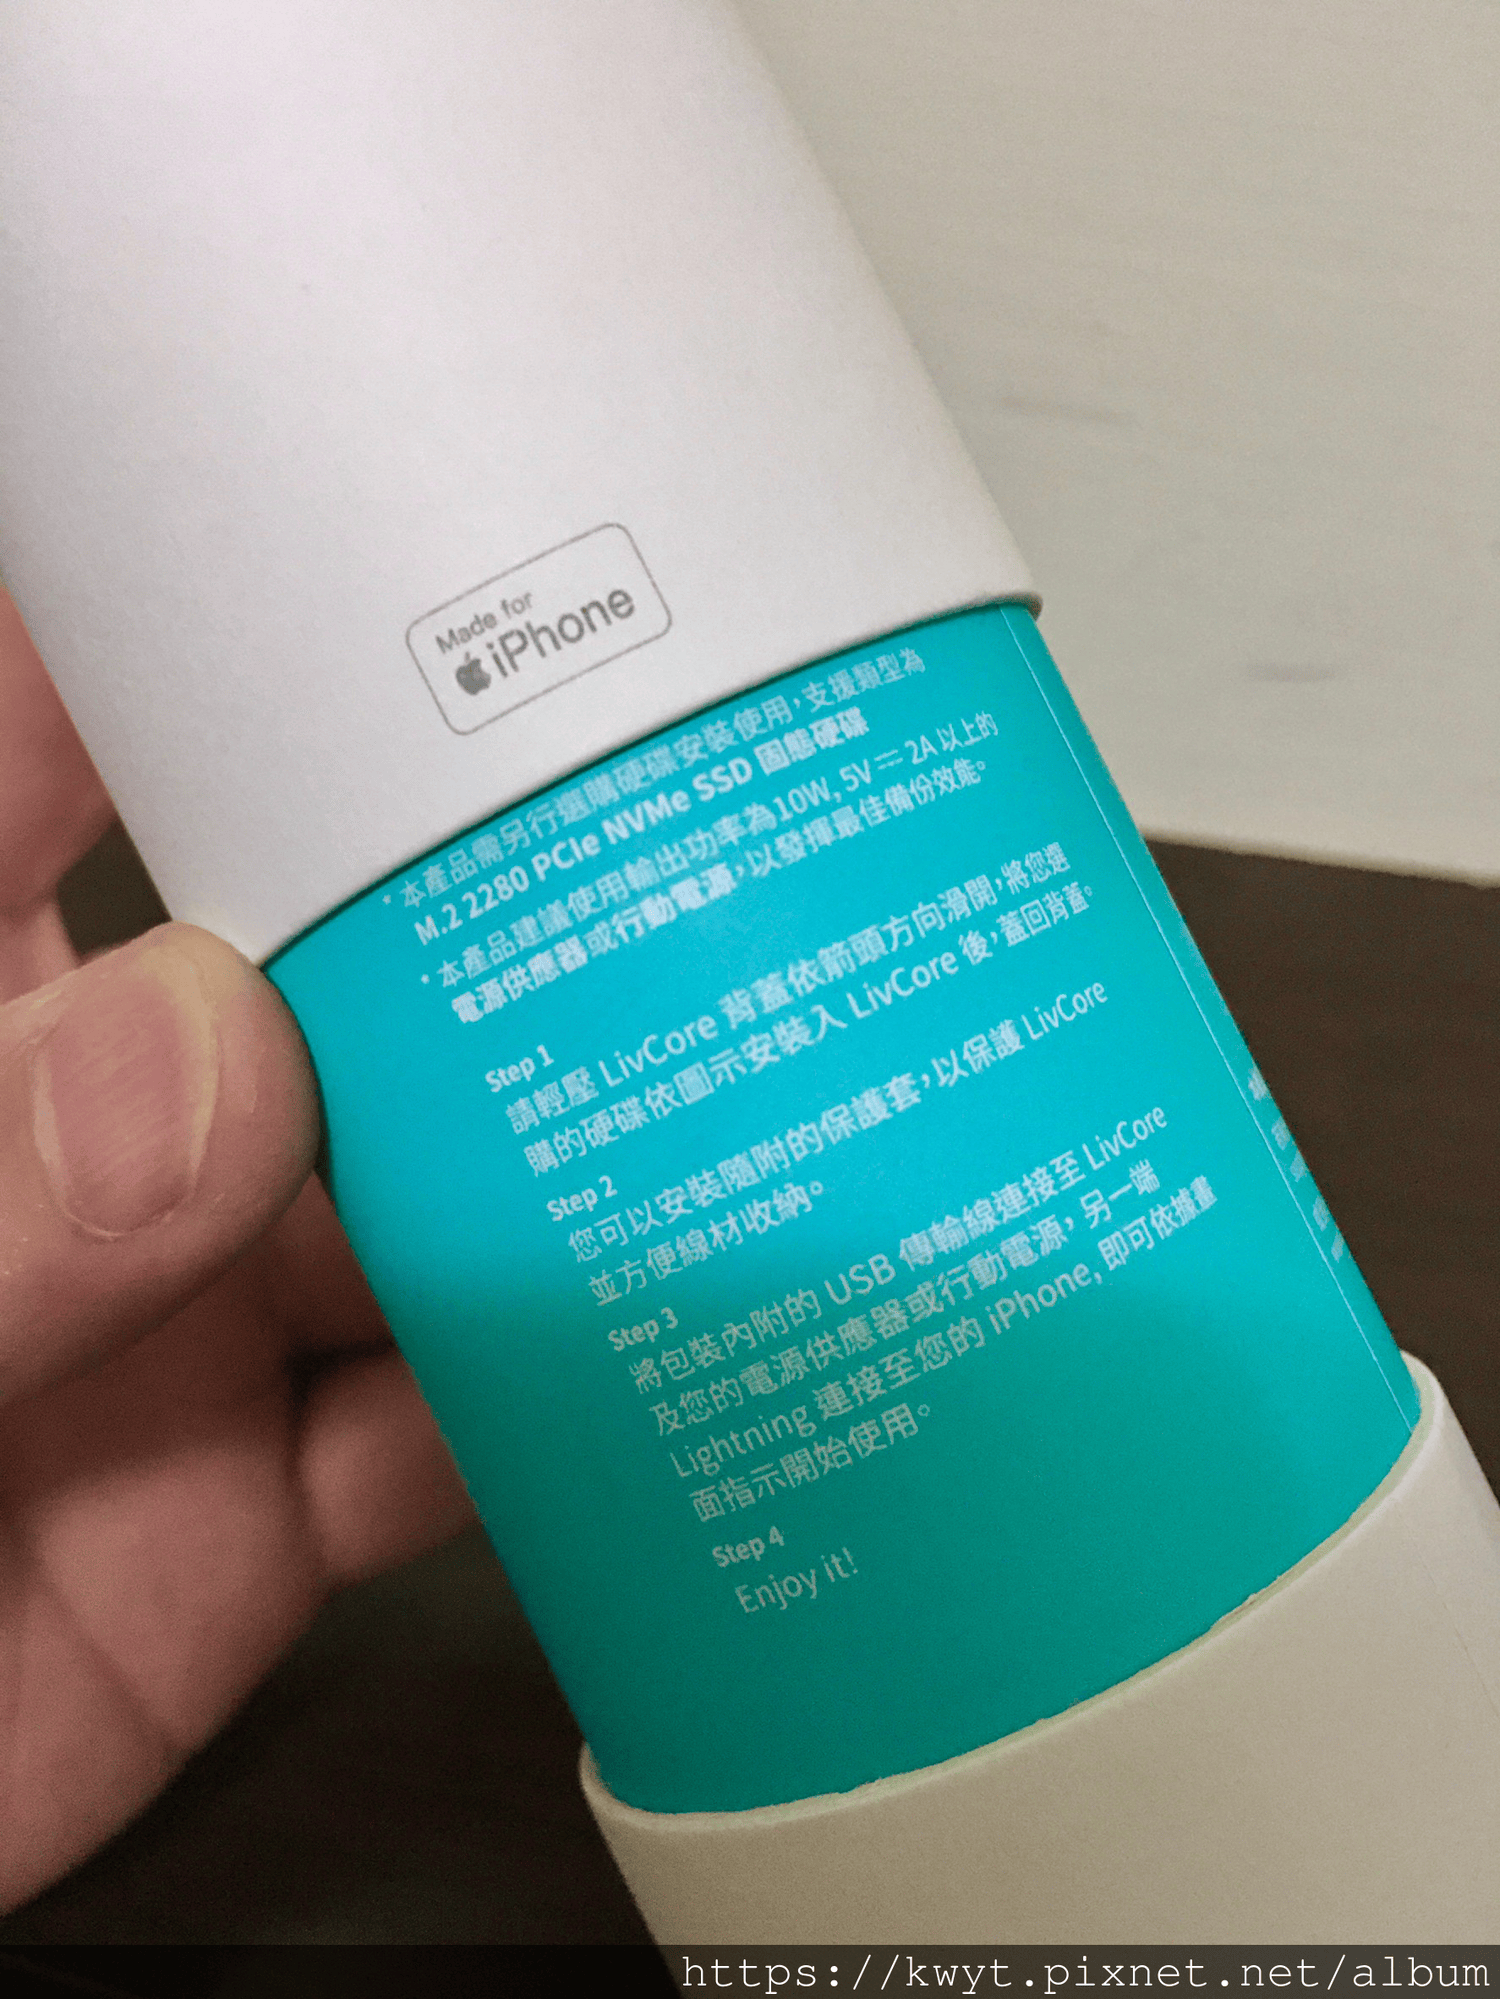 Made for
iPhone
* 本產品需另行選購硬碟安裝使用，支援類型為
M.2 2280 PCIe NVMe SSD 固態硬碟
* 本產品建議使用輸出功率為10W, 5V⎓2A 以上的
電源供應器或行動電源，以發揮最佳備份效能。
Step 1
請輕壓 LivCore 背蓋依箭頭方向滑開，將您選
購的硬碟依圖示安裝入 LivCore 後，蓋回背蓋。
Step 2
您可以安裝隨附的保護套，以保護 LivCore
並方便線材收納。
Step 3
將包裝內附的 USB 傳輸線連接至 LivCore
及您的電源供應器或行動電源，另一端
Lightning 連接至您的 iPhone, 即可依據畫
面指示開始使用。
Step 4
Enjoy it!
https://kwyt.pixnet.net/album